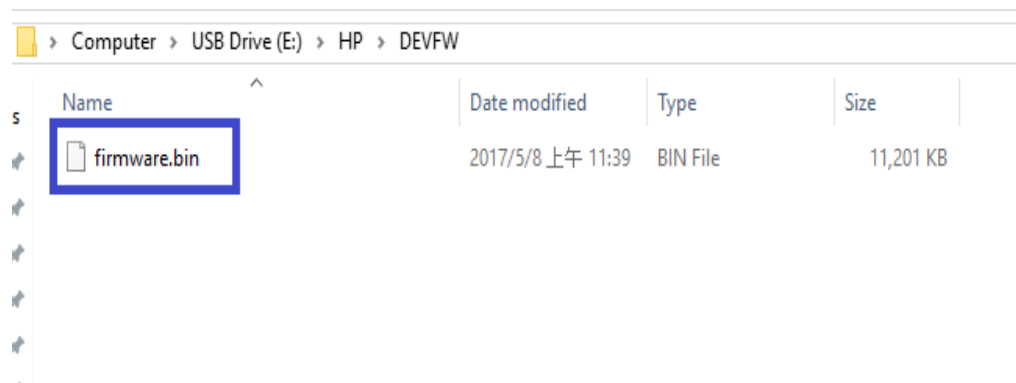 Computer > USB Drive (E:) > HP > DEVFW
Name Date modified Type Size
s
firmware.bin 2017/5/8 上午 11:39 BIN File 11,201 KB